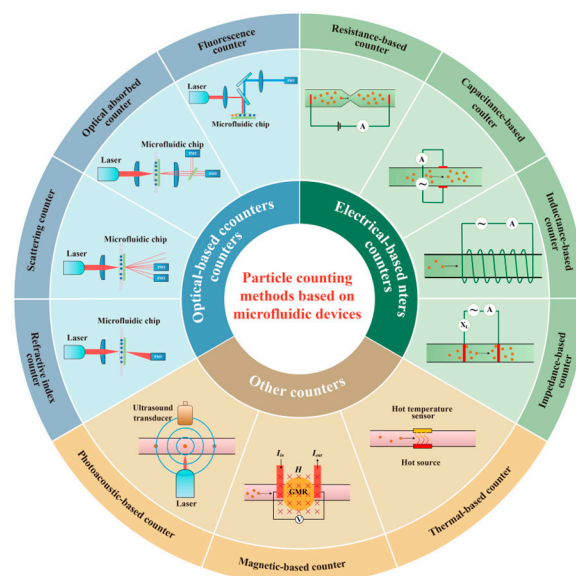 Fluorescence
counter
Resistance-based
counter
Optical absorbed
counter
Capacitance-based
coulter
Scattering counter
Inductance-based
counter
Refractive index
counter
Impedance-based counter
Photoacoustic-based counter
Magnetic-based counter
Thermal-based counter
Laser
PMT
Microfluidic chip
A
Laser
Microfluidic chip
PMT
PMT
A
~
Laser
Microfluidic chip
PMT
PMT
PMT
~
A
Laser
Microfluidic chip
PMT
~
A
Optical-based ccounters
counters
Electrical-based nters
counters
Other counters
Particle counting
methods based on
microfluidic devices
Ultrasound
transducer
Laser
Iin
H
Iout
GMR
V
Hot temperature
sensor
Hot source